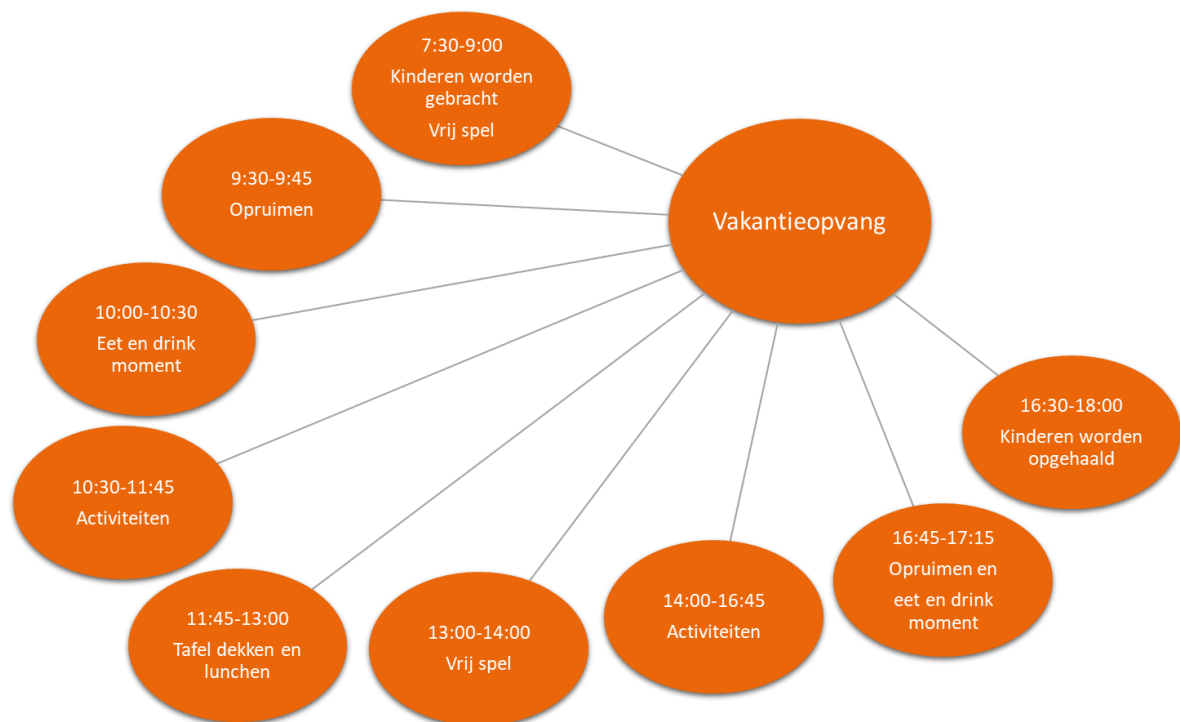 7:30-9:00
Kinderen worden
gebracht
Vrij spel
9:30-9:45
Opruimen
Vakantieopvang
10:00-10:30
Eet en drink
moment
10:30-11:45
Activiteiten
11:45-13:00
Tafel dekken en
lunchen
13:00-14:00
Vrij spel
14:00-16:45
Activiteiten
16:45-17:15
Opruimen en
eet en drink
moment
16:30-18:00
Kinderen worden
opgehaald